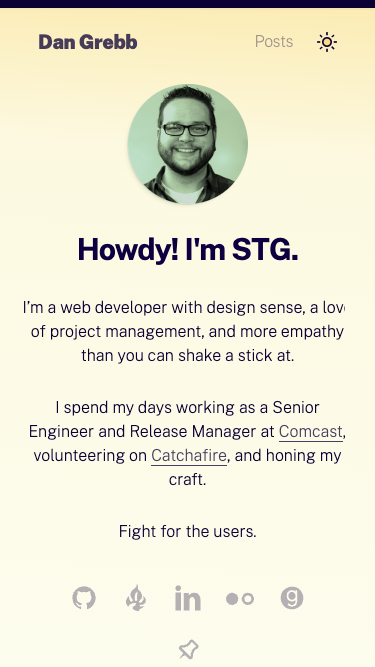 Dan Grebb
Posts
Howdy! I'm STG.
I'm a web developer with design sense, a love
of project management, and more empathy
than you can shake a stick at.
I spend my days working as a Senior
Engineer and Release Manager at Comcast,
volunteering on Catchafire, and honing my
craft.
Fight for the users.